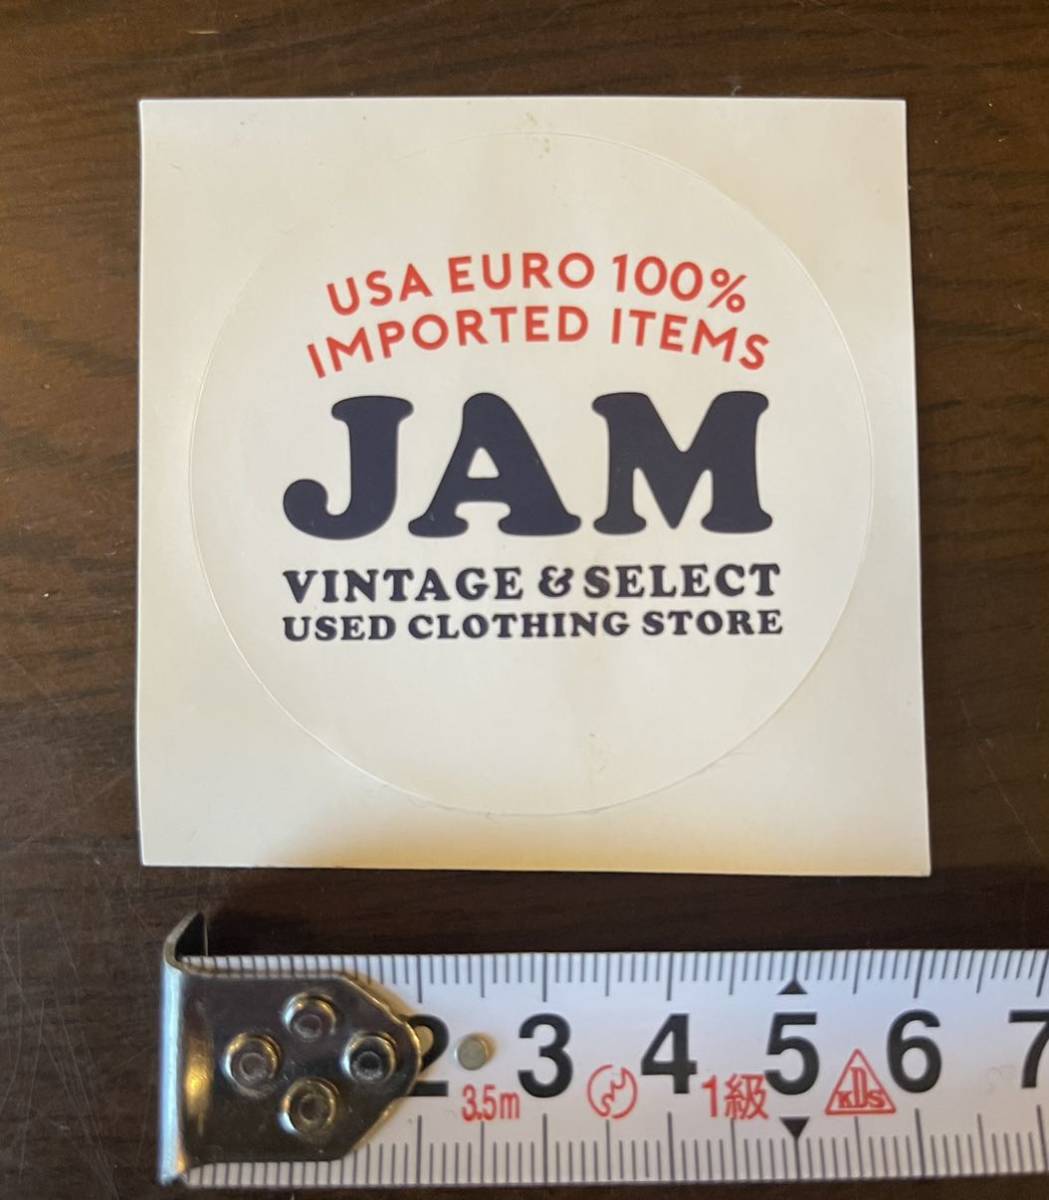 USA EURO 100%
IMPORTED ITEMS
JAM
VINTAGE & SELECT
USED CLOTHING STORE
2 3 4 5 6 7
3.5m 1級 KDS